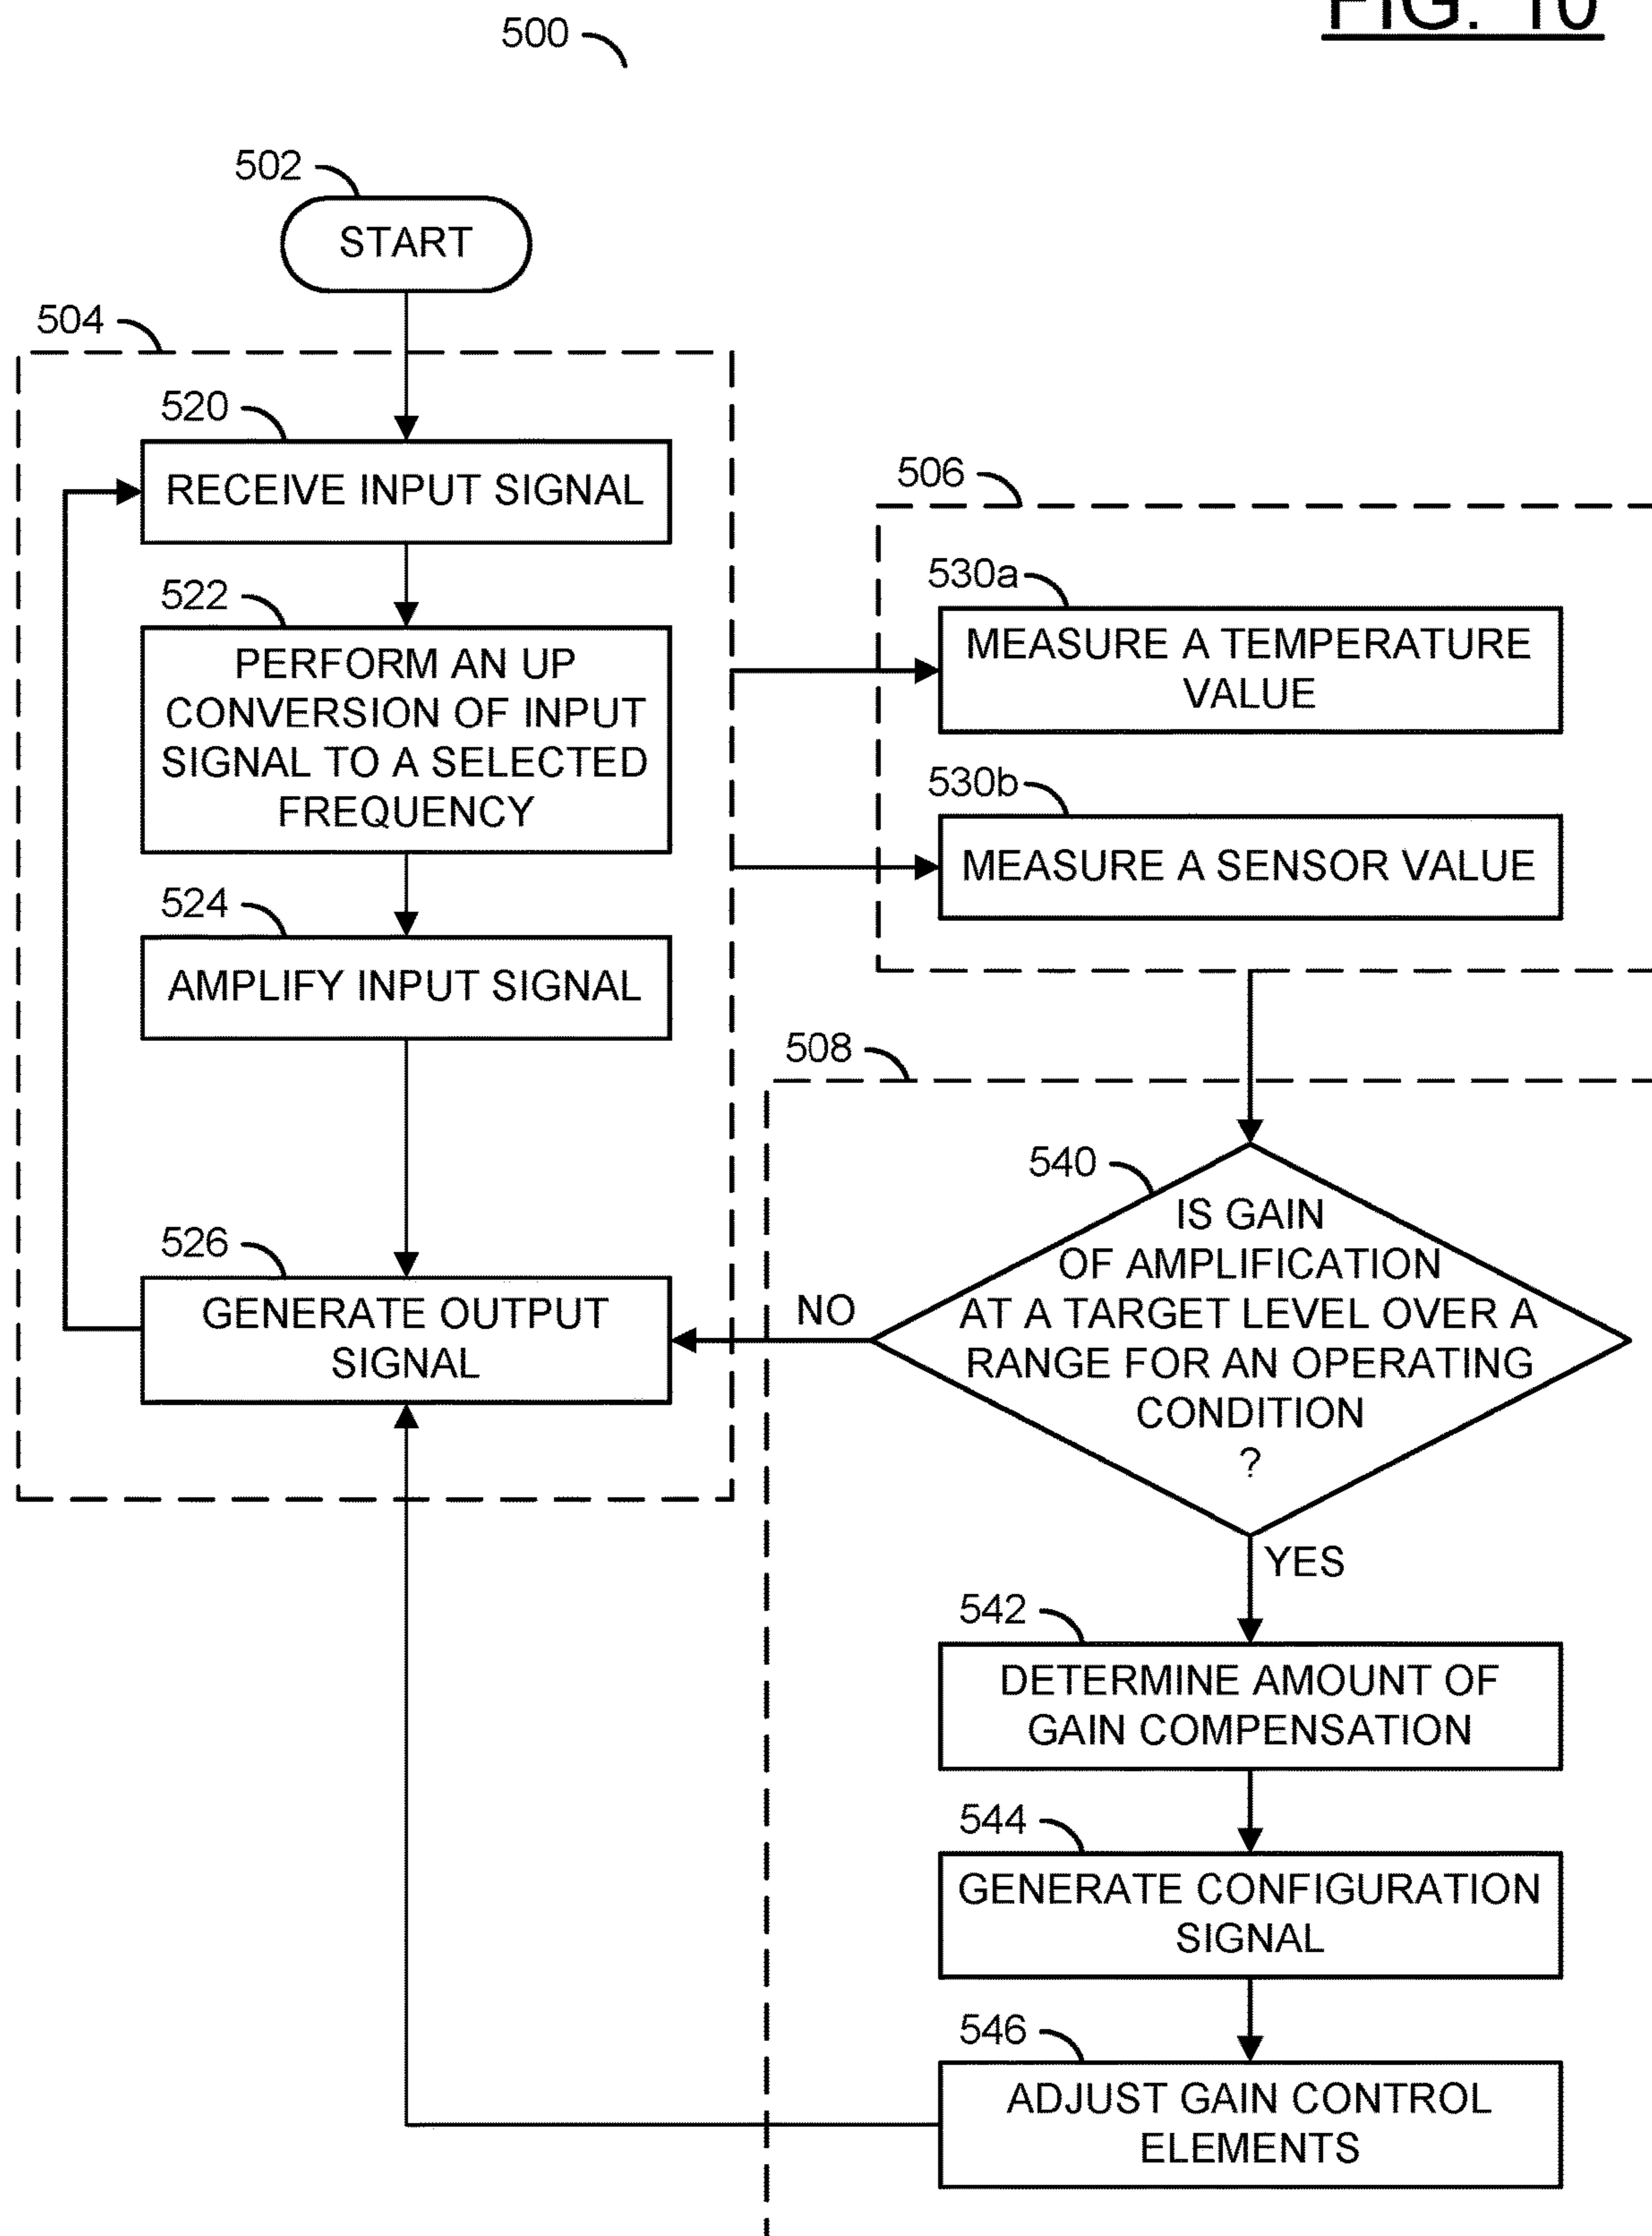 FIG. 10
500
502
START
504
520
RECEIVE INPUT SIGNAL
522
PERFORM AN UP
CONVERSION OF INPUT
SIGNAL TO A SELECTED
FREQUENCY
524
AMPLIFY INPUT SIGNAL
526
GENERATE OUTPUT
SIGNAL
506
530a
MEASURE A TEMPERATURE
VALUE
530b
MEASURE A SENSOR VALUE
508
540
IS GAIN
OF AMPLIFICATION
AT A TARGET LEVEL OVER A
RANGE FOR AN OPERATING
CONDITION
?
NO
YES
542
DETERMINE AMOUNT OF
GAIN COMPENSATION
544
GENERATE CONFIGURATION
SIGNAL
546
ADJUST GAIN CONTROL
ELEMENTS